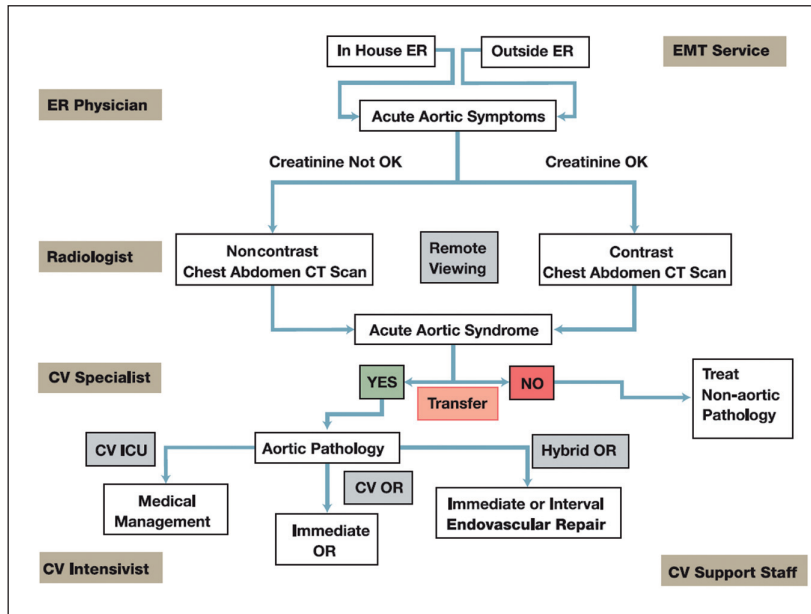 In House ER
Outside ER
EMT Service
ER Physician
Acute Aortic Symptoms
Creatinine Not OK
Creatinine OK
Radiologist
Noncontrast
Chest Abdomen CT Scan
Remote
Viewing
Contrast
Chest Abdomen CT Scan
Acute Aortic Syndrome
CV Specialist
YES
Transfer
NO
Treat
Non-aortic
Pathology
CV ICU
Aortic Pathology
Hybrid OR
CV OR
Medical
Management
Immediate
OR
Immediate or Interval
Endovascular Repair
CV Intensivist
CV Support Staff